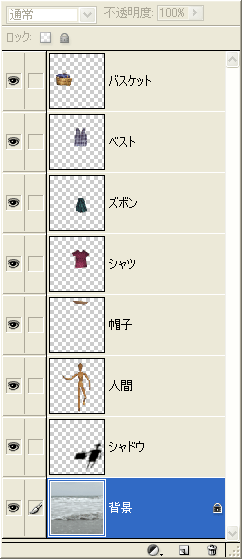 通常 不透明度: 100%
ロック:
バスケット
ベスト
ズボン
シャツ
帽子
人間
シャドウ
背景